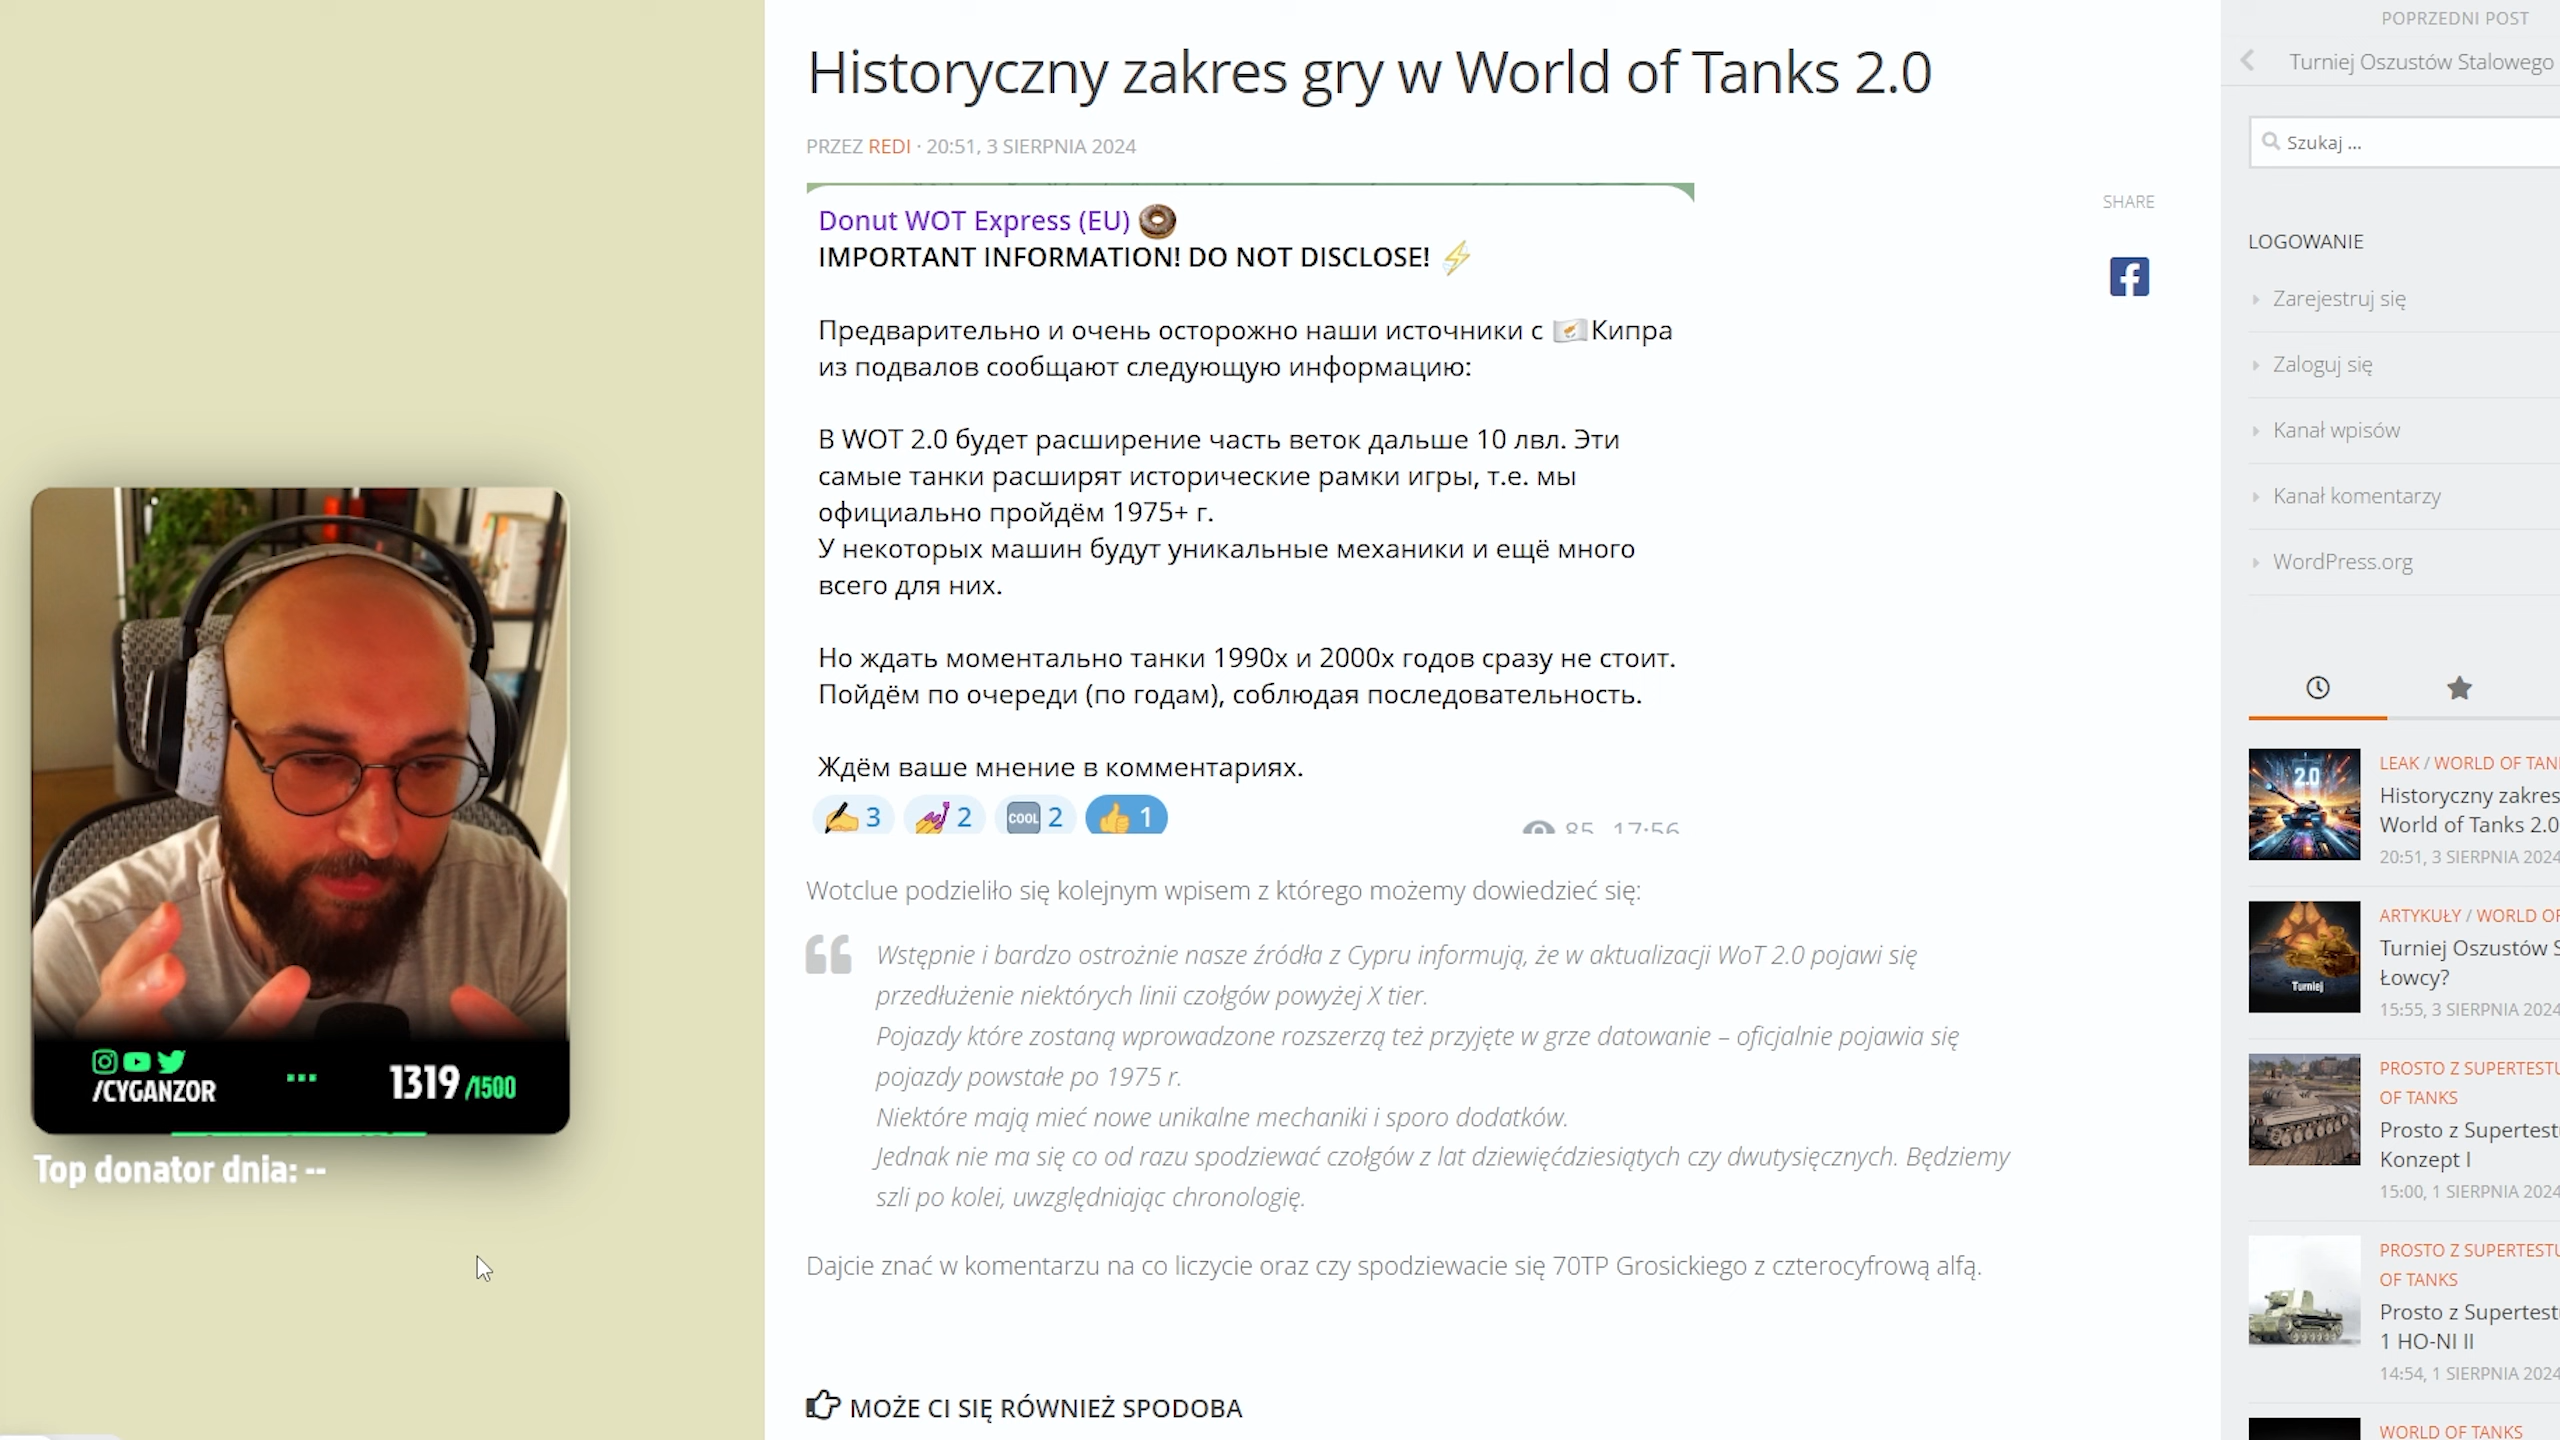 Historyczny zakres gry w World of Tanks 2.0
PRZEZ REDI · 20:51, 3 SIERPNIA 2024
Donut WOT Express (EU)
IMPORTANT INFORMATION! DO NOT DISCLOSE!
Предварительно и очень осторожно наши источники с Кипра
из подвалов сообщают следующую информацию:
В WOT 2.0 будет расширение часть веток дальше 10 лвл. Эти
самые танки расширят исторические рамки игры, т.е. мы
официально пройдём 1975+ г.
У некоторых машин будут уникальные механики и ещё много
всего для них.
Но ждать моментально танки 1990х и 2000х годов сразу не стоит.
Пойдём по очереди (по годам), соблюдая последовательность.
Ждём ваше мнение в комментариях.
3 2 COOL 2 1
85 17:56
Wotclue podzieliło się kolejnym wpisem z którego możemy dowiedzieć się:
Wstępnie i bardzo ostrożnie nasze źródła z Cypru informują, że w aktualizacji WoT 2.0 pojawi się
przedłużenie niektórych linii czołgów powyżej X tier.
Pojazdy które zostaną wprowadzone rozszerzą też przyjęte w grze datowanie – oficjalnie pojawia się
pojazdy powstałe po 1975 r.
Niektóre mają mieć nowe unikalne mechaniki i sporo dodatków.
Jednak nie ma się co od razu spodziewać czołgów z lat dziewięćdziesiątych czy dwutysięcznych. Będziemy
szli po kolei, uwzględniając chronologię.
Dajcie znać w komentarzu na co liczycie oraz czy spodziewacie się 70TP Grosickiego z czterocyfrową alfą.
MOŻE CI SIĘ RÓWNIEŻ SPODOBA
SHARE
/CYGANZOR
1319 /1500
Top donator dnia: --
POPRZEDNI POST
Turniej Oszustów Stalowego
Szukaj ...
LOGOWANIE
Zarejestruj się
Zaloguj się
Kanał wpisów
Kanał komentarzy
WordPress.org
2.0
LEAK / WORLD OF TAN
Historyczny zakres
World of Tanks 2.0
20:51, 3 SIERPNIA 2024
Turniej
ARTYKUŁY / WORLD OF
Turniej Oszustów S
Łowcy?
15:55, 3 SIERPNIA 2024
PROSTO Z SUPERTESTU
OF TANKS
Prosto z Supertest
Konzept I
15:00, 1 SIERPNIA 2024
PROSTO Z SUPERTESTU
OF TANKS
Prosto z Supertest
1 HO-NI II
14:54, 1 SIERPNIA 2024
WORLD OF TANKS